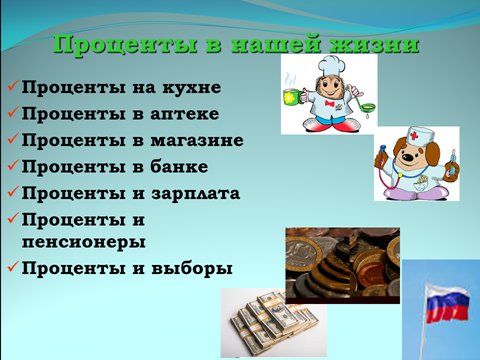 Проценты в нашей жизни
Проценты на кухне
Проценты в аптеке
Проценты в магазине
Проценты в банке
Проценты и зарплата
Проценты и
пенсионеры
Проценты и выборы